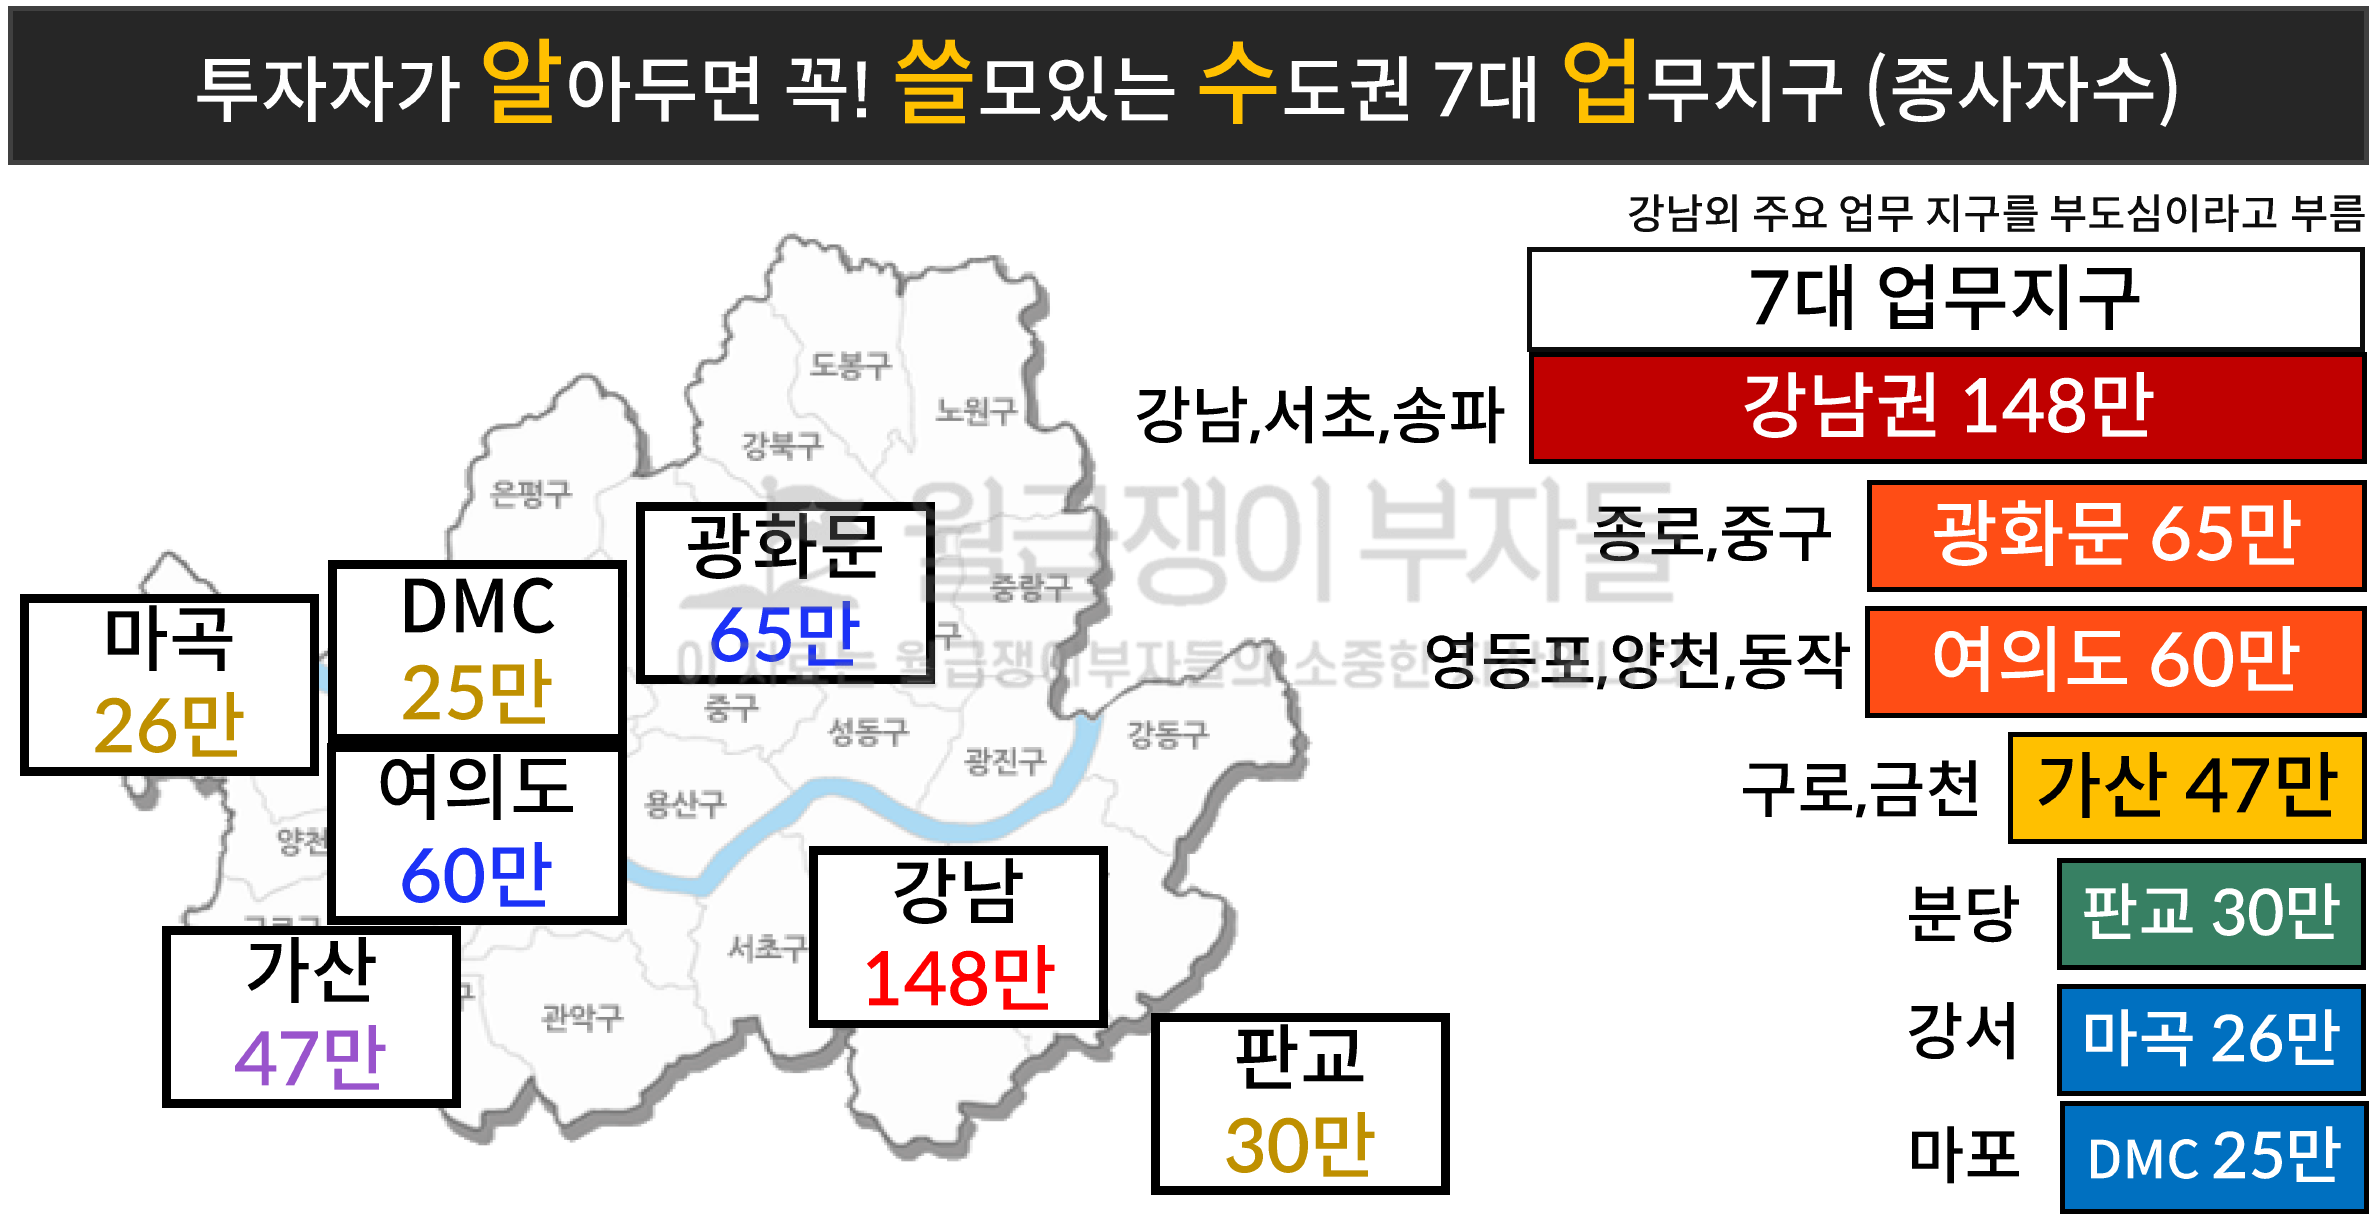 투자자가 알아두면 꼭! 쓸모있는 수도권 7대 업무지구 (종사자수)
강남외 주요 업무 지구를 부도심이라고 부름
7대 업무지구
강남,서초,송파
강남권 148만
종로,중구
광화문 65만
영등포,양천,동작
여의도 60만
구로,금천
가산 47만
분당
판교 30만
강서
마곡 26만
마포
DMC 25만
도봉구
노원구
강북구
은평구
월급쟁이 부자들
광화문
65만
중랑구
DMC
25만
마곡
26만
이 자료는 월급쟁이부자들의 소중한
중구
성동구
광진구
강동구
여의도
60만
용산구
양천
강남
148만
서초구
구로구
가산
47만
관악구
판교
30만